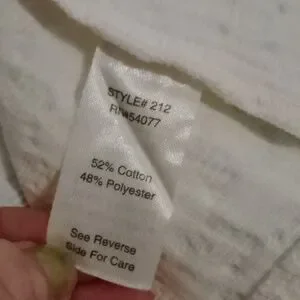 STYLE# 212
RN#54077
52% Cotton
48% Polyester
See Reverse
Side For Care